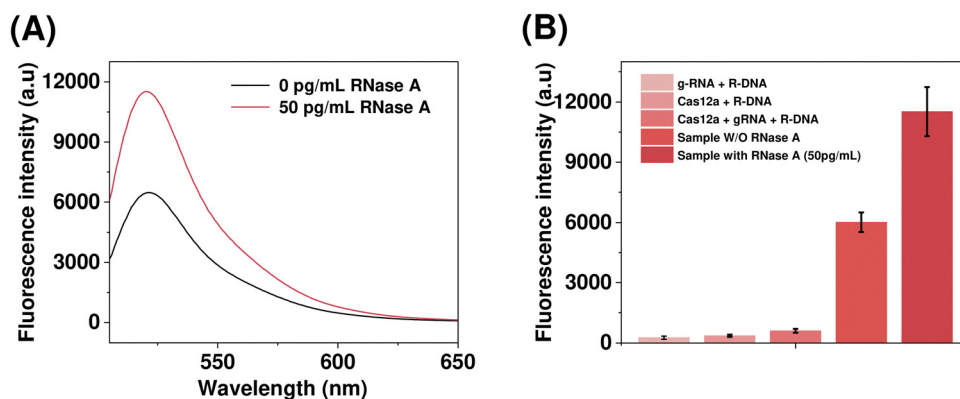 (A)
Fluorescence intensity (a.u)
12000
9000
6000
3000
0
0 pg/mL RNase A
50 pg/mL RNase A
550
600
650
Wavelength (nm)
(B)
Fluorescence intensity (a.u)
12000
9000
6000
3000
0
g-RNA + R-DNA
Cas12a + R-DNA
Cas12a + gRNA + R-DNA
Sample W/O RNase A
Sample with RNase A (50pg/mL)